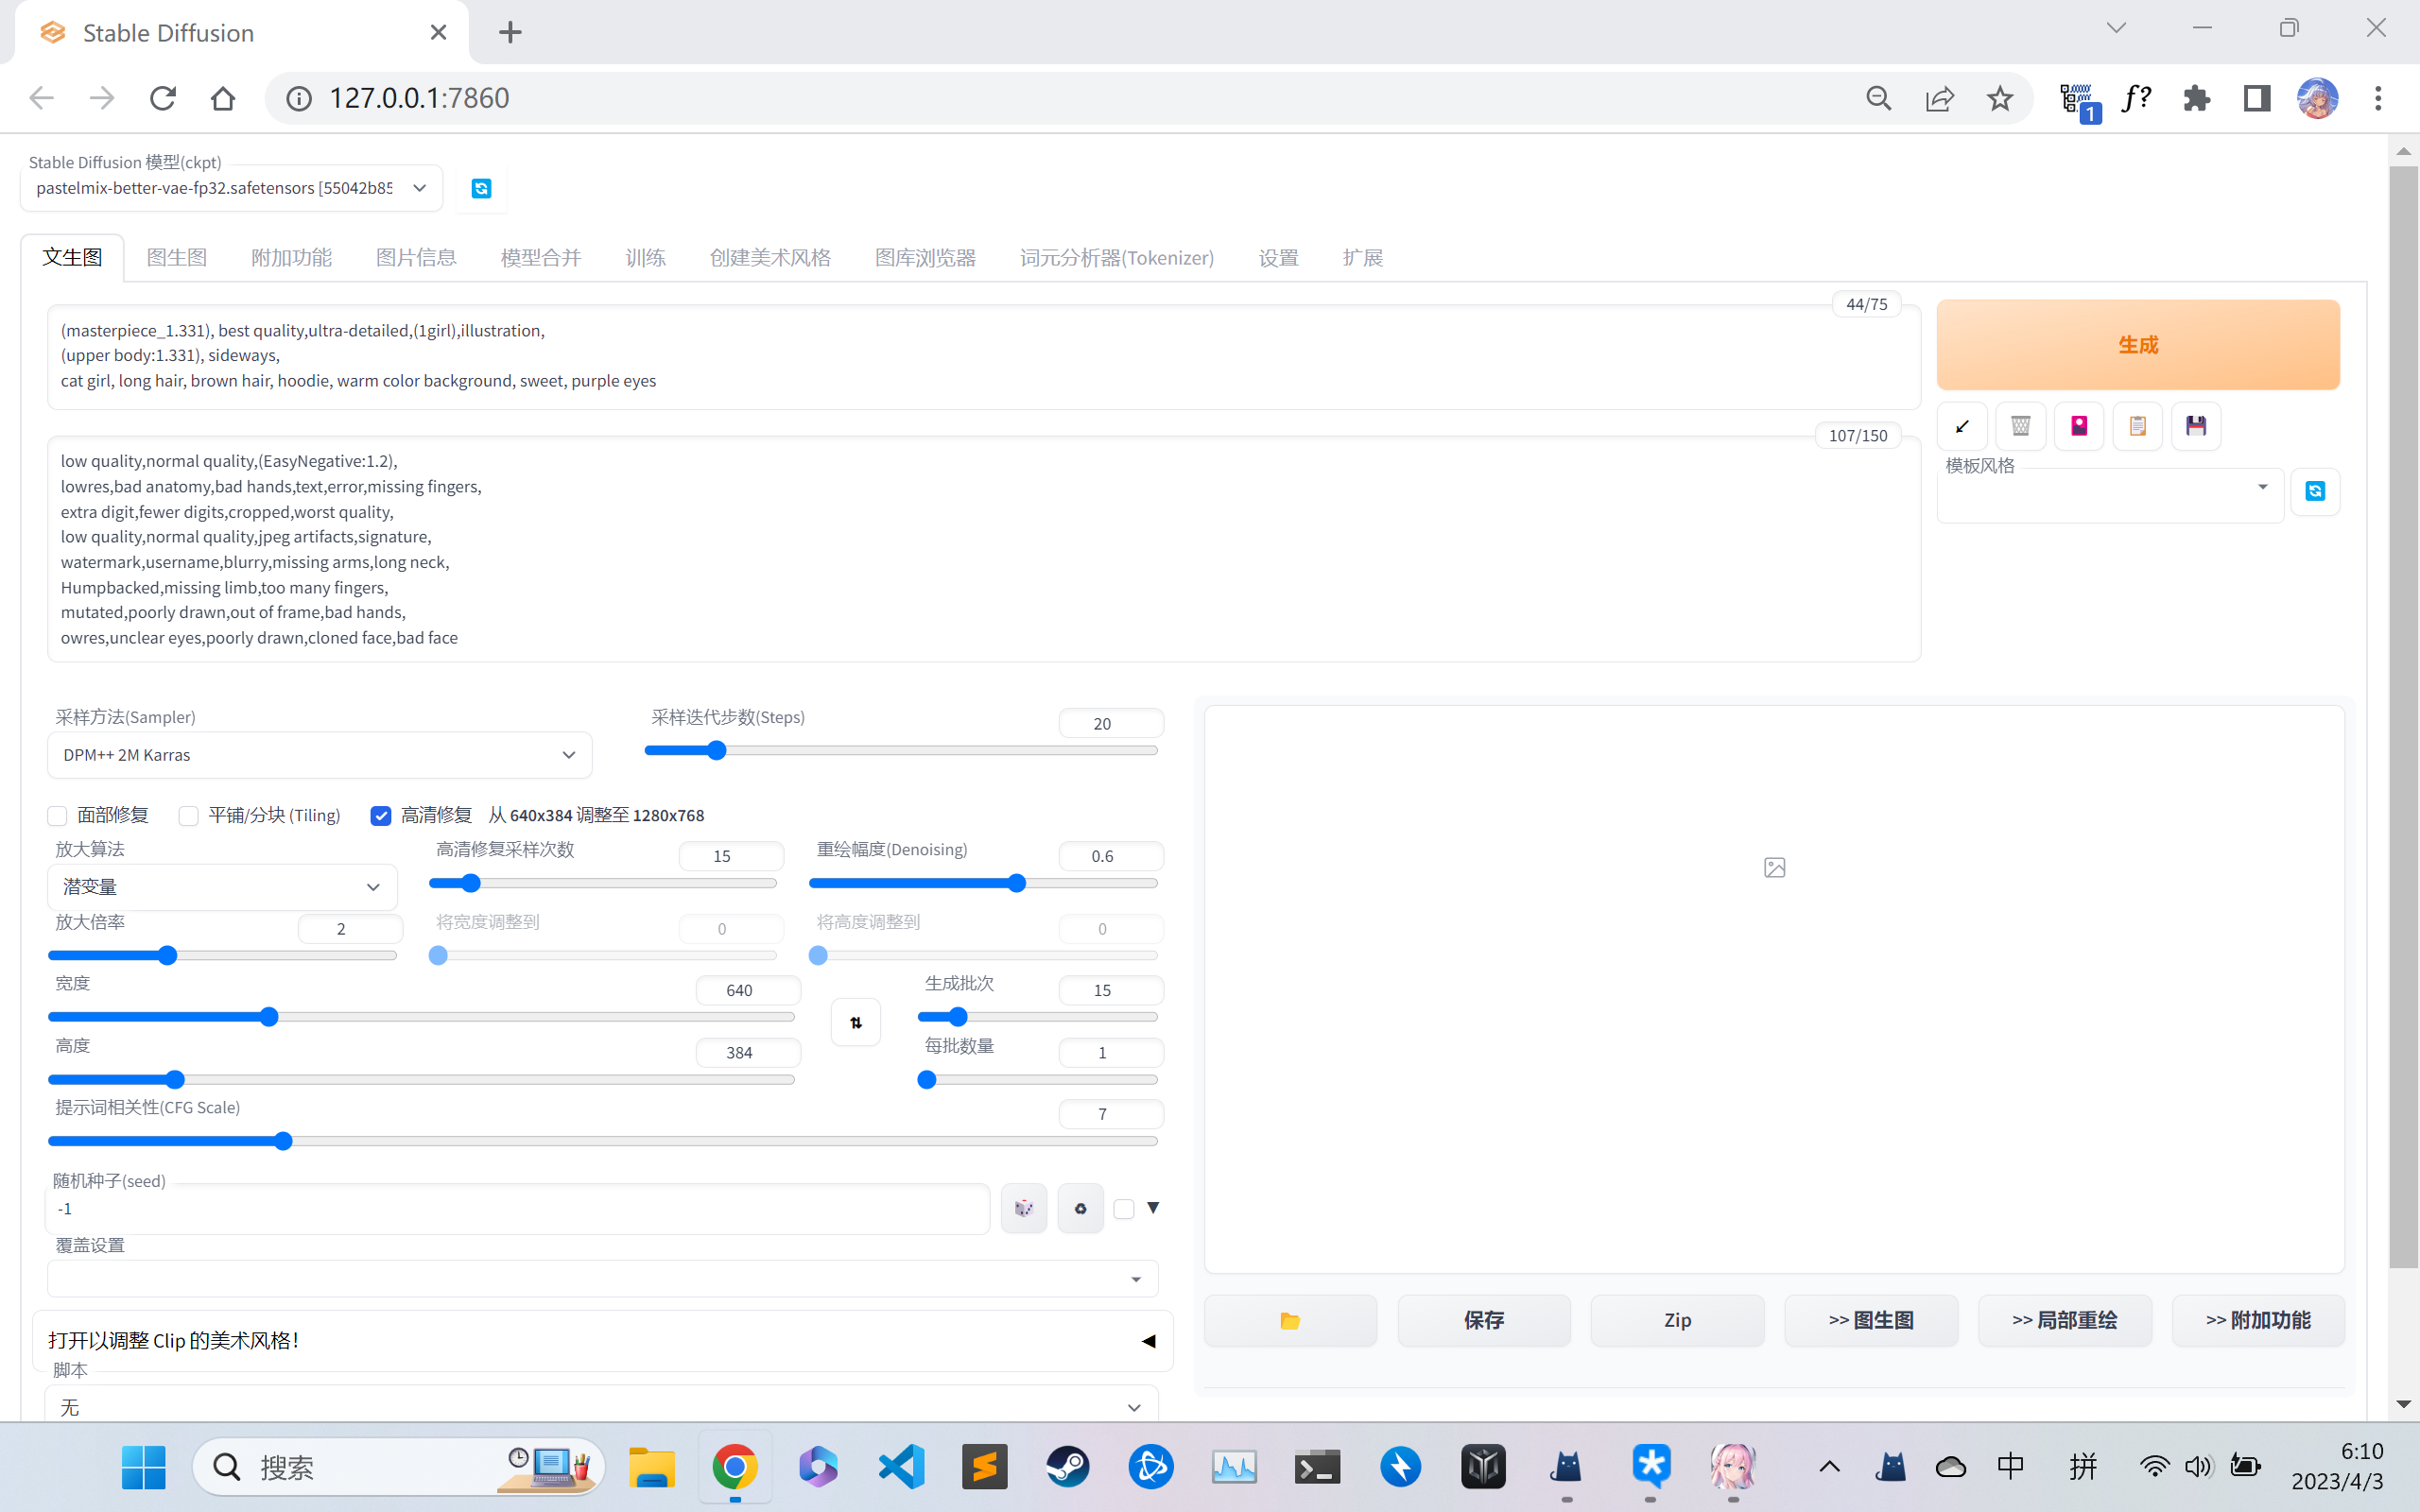 Stable Diffusion
127.0.0.1:7860
1
f?
Stable Diffusion 模型(ckpt)
pastelmix-better-vae-fp32.safetensors [55042b85
文生图 图生图 附加功能 图片信息 模型合并 训练 创建美术风格 图库浏览器 词元分析器(Tokenizer) 设置 扩展
44/75
(masterpiece_1.331), best quality,ultra-detailed,(1girl),illustration,
(upper body:1.331), sideways,
cat girl, long hair, brown hair, hoodie, warm color background, sweet, purple eyes
生成
107/150
low quality,normal quality,(EasyNegative:1.2),
lowres,bad anatomy,bad hands,text,error,missing fingers,
extra digit,fewer digits,cropped,worst quality,
low quality,normal quality,jpeg artifacts,signature,
watermark,username,blurry,missing arms,long neck,
Humpbacked,missing limb,too many fingers,
mutated,poorly drawn,out of frame,bad hands,
owres,unclear eyes,poorly drawn,cloned face,bad face
模板风格
采样方法(Sampler)
DPM++ 2M Karras
采样迭代步数(Steps) 20
面部修复 平铺/分块 (Tiling) 高清修复 从 640x384 调整至 1280x768
放大算法
潜变量
高清修复采样次数 15
重绘幅度(Denoising) 0.6
放大倍率 2
将宽度调整到 0
将高度调整到 0
宽度 640
生成批次 15
高度 384
每批数量 1
提示词相关性(CFG Scale) 7
随机种子(seed)
-1
覆盖设置
打开以调整 Clip 的美术风格!
脚本
无
保存 Zip >> 图生图 >> 局部重绘 >> 附加功能
搜索
中 拼
6:10
2023/4/3